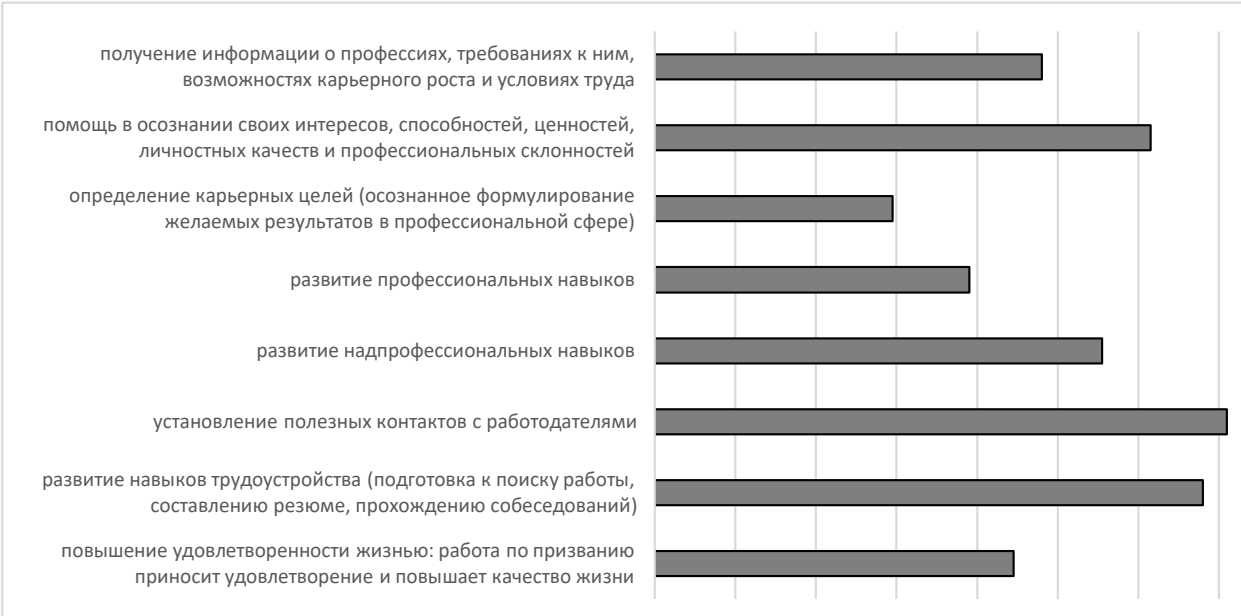 получение информации о профессиях, требованиях к ним,
возможностях карьерного роста и условиях труда
помощь в осознании своих интересов, способностей, ценностей,
личностных качеств и профессиональных склонностей
определение карьерных целей (осознанное формулирование
желаемых результатов в профессиональной сфере)
развитие профессиональных навыков
развитие надпрофессиональных навыков
установление полезных контактов с работодателями
развитие навыков трудоустройства (подготовка к поиску работы,
составлению резюме, прохождению собеседований)
повышение удовлетворенности жизнью: работа по призванию
приносит удовлетворение и повышает качество жизни